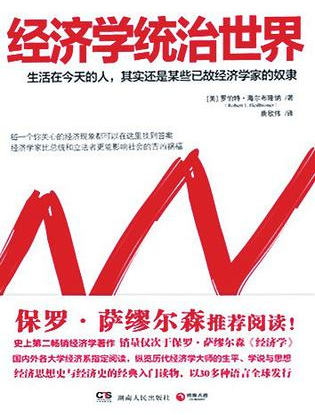 经济学统治世界
生活在今天的人，其实还是某些已故经济学家的奴隶
[美]罗伯特·海尔布隆纳 / 著
(Robert L. Heilbroner)
唐欣伟 / 译
每一个你关心的经济现象都可以在这里找到答案
经济学家比总统和立法者更能影响社会的吉凶祸福
保罗·萨缪尔森推荐阅读！
史上第二畅销经济学著作 销量仅次于保罗·萨缪尔森《经济学》
国内外各大学经济系指定阅读，纵览历代经济学大师的生平、学说与思想
经济思想史与经济史的经典入门读物，以30多种语言全球发行
湖南人民出版社
博集天卷